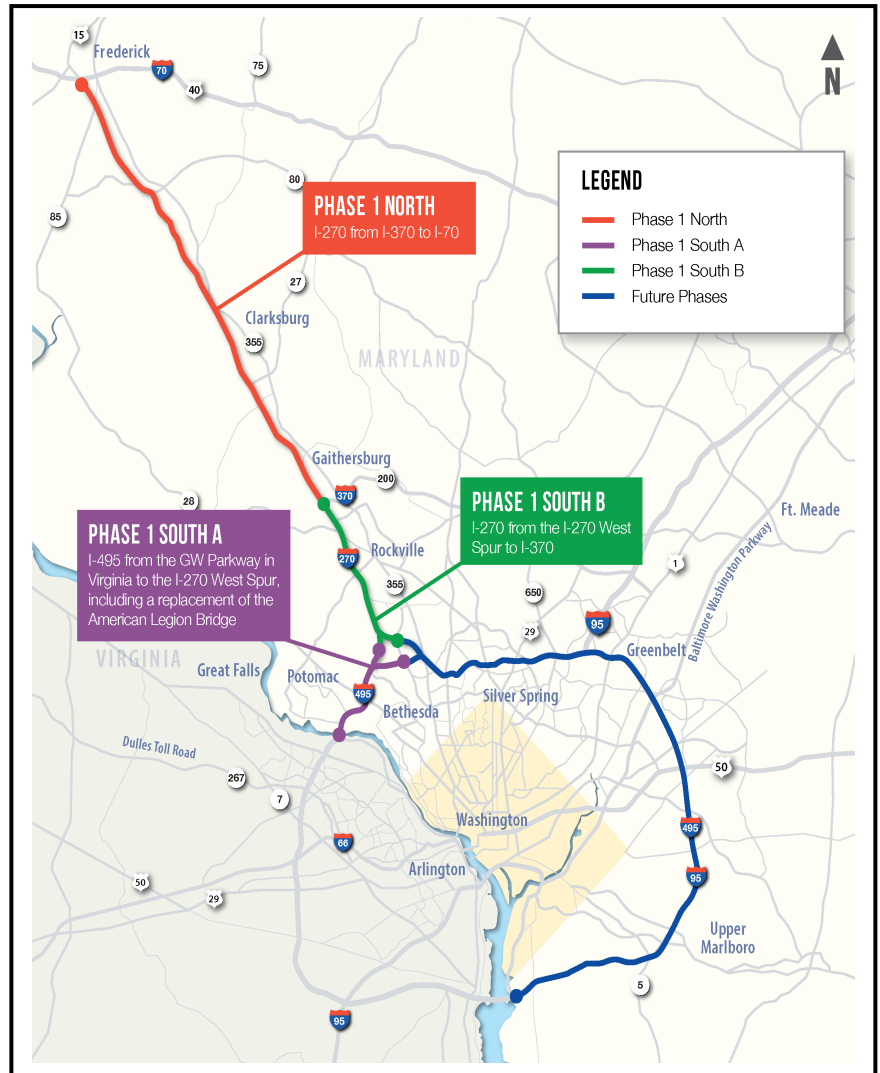 15
Frederick
70
75
40
N
80
LEGEND
Phase 1 North
Phase 1 South A
Phase 1 South B
Future Phases
PHASE 1 NORTH
I-270 from I-370 to I-70
85
27
Clarksburg
355
MARYLAND
Gaithersburg
200
370
28
PHASE 1 SOUTH B
I-270 from the I-270 West
Spur to I-370
Ft. Meade
PHASE 1 SOUTH A
I-495 from the GW Parkway in
Virginia to the I-270 West Spur,
including a replacement of the
American Legion Bridge
270
Rockville
355
650
1
Baltimore Washington Parkway
29
95
Greenbelt
VIRGINIA
Great Falls
Potomac
495
Silver Spring
Bethesda
Dulles Toll Road
267
7
50
Washington
495
66
Arlington
95
50
29
Upper
Marlboro
5
95